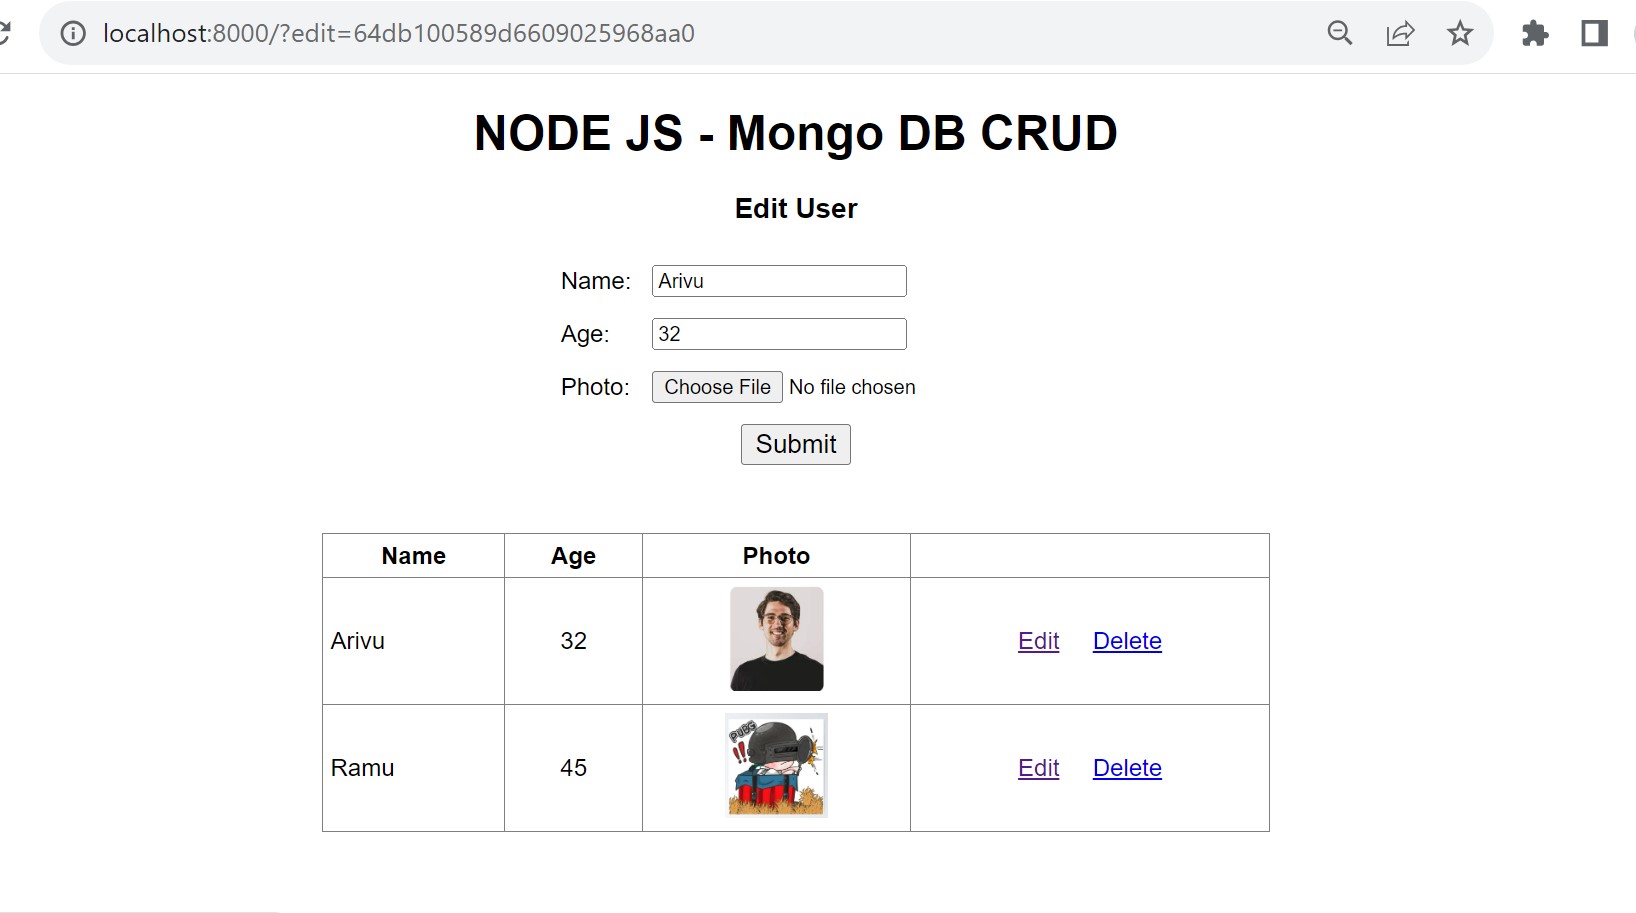 localhost:8000/?edit=64db100589d6609025968aa0
NODE JS - Mongo DB CRUD
Edit User
Name: Arivu
Age: 32
Photo: Choose File No file chosen
Submit
Name Age Photo
Arivu 32 Edit Delete
PUBG
!!
Ramu 45 Edit Delete